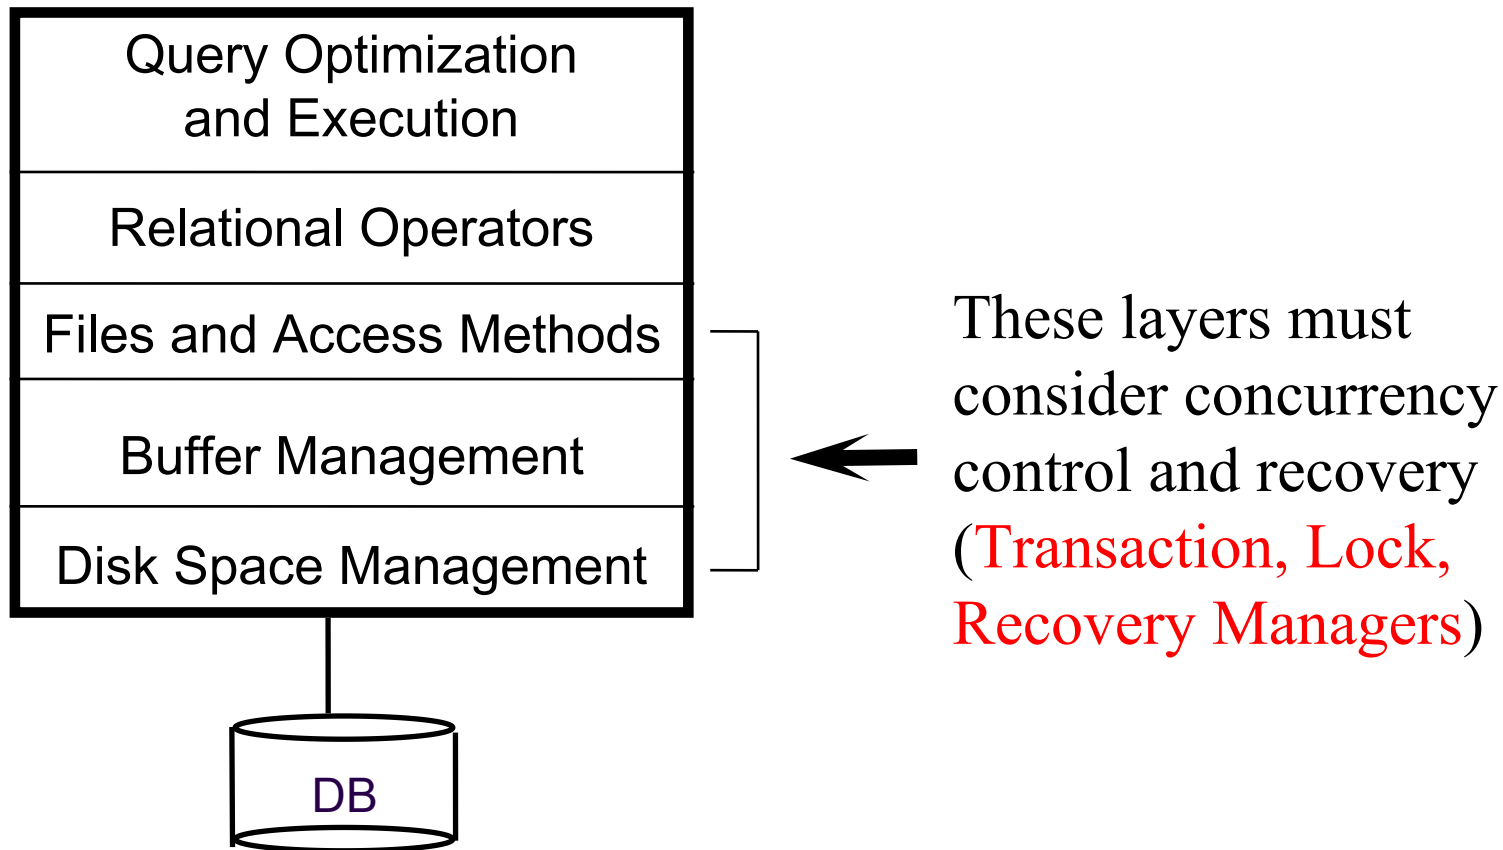 Query Optimization
and Execution
Relational Operators
Files and Access Methods
Buffer Management
Disk Space Management
DB
These layers must
consider concurrency
control and recovery
(Transaction, Lock,
Recovery Managers)